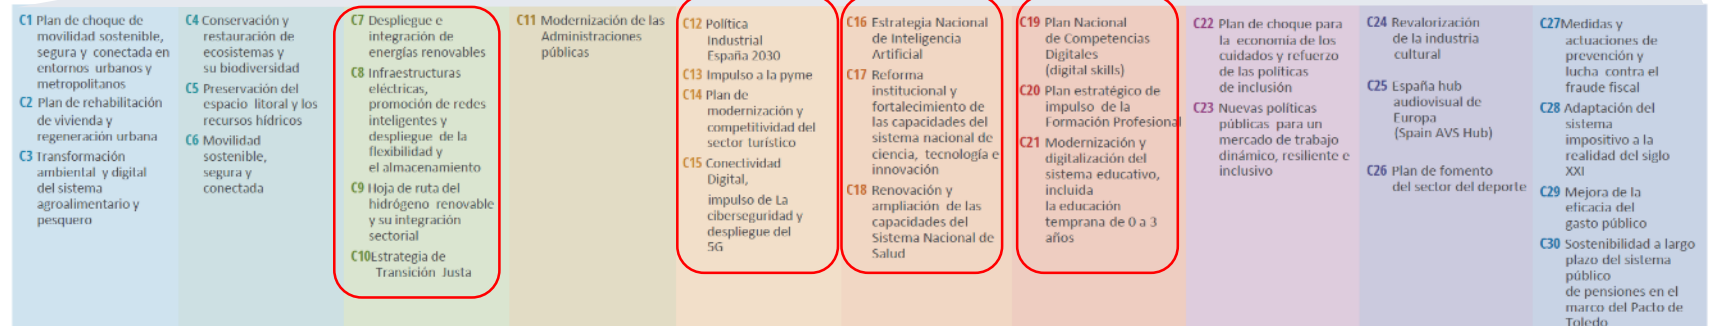 C1 Plan de choque de
movilidad sostenible,
segura y conectada en
entornos urbanos y
metropolitanos
C2 Plan de rehabilitación
de vivienda y
regeneración urbana
C3 Transformación
ambiental y digital
del sistema
agroalimentario y
pesquero
C4 Conservación y
restauración de
ecosistemas y
su biodiversidad
C5 Preservación del
espacio litoral y los
recursos hídricos
C6 Movilidad
sostenible,
segura y
conectada
C7 Despliegue e
integración de
energías renovables
C8 Infraestructuras
eléctricas,
promoción de redes
inteligentes y
despliegue de la
flexibilidad y
el almacenamiento
C9 Hoja de ruta del
hidrógeno renovable
y su integración
sectorial
C10Estrategia de
Transición Justa
C11 Modernización de las
Administraciones
públicas
C12 Política
Industrial
España 2030
C13 Impulso a la pyme
C14 Plan de
modernización y
competitividad del
sector turístico
C15 Conectividad
Digital,
impulso de La
ciberseguridad y
despliegue del
5G
C16 Estrategia Nacional
de Inteligencia
Artificial
C17 Reforma
institucional y
fortalecimiento de
las capacidades del
sistema nacional de
ciencia, tecnología e
innovación
C18 Renovación y
ampliación de las
capacidades del
Sistema Nacional de
Salud
C19 Plan Nacional
de Competencias
Digitales
(digital skills)
C20 Plan estratégico de
impulso de la
Formación Profesional
C21 Modernización y
digitalización del
sistema educativo,
incluida
la educación
temprana de 0 a 3
años
C22 Plan de choque para
la economía de los
cuidados y refuerzo
de las políticas
de inclusión
C23 Nuevas políticas
públicas para un
mercado de trabajo
dinámico, resiliente e
inclusivo
C24 Revalorización
de la industria
cultural
C25 España hub
audiovisual de
Europa
(Spain AVS Hub)
C26 Plan de fomento
del sector del deporte
C27Medidas y
actuaciones de
prevención y
lucha contra el
fraude fiscal
C28 Adaptación del
sistema
impositivo a la
realidad del siglo
XXI
C29 Mejora de la
eficacia del
gasto público
C30 Sostenibilidad a largo
plazo del sistema
público
de pensiones en el
marco del Pacto de
Toledo